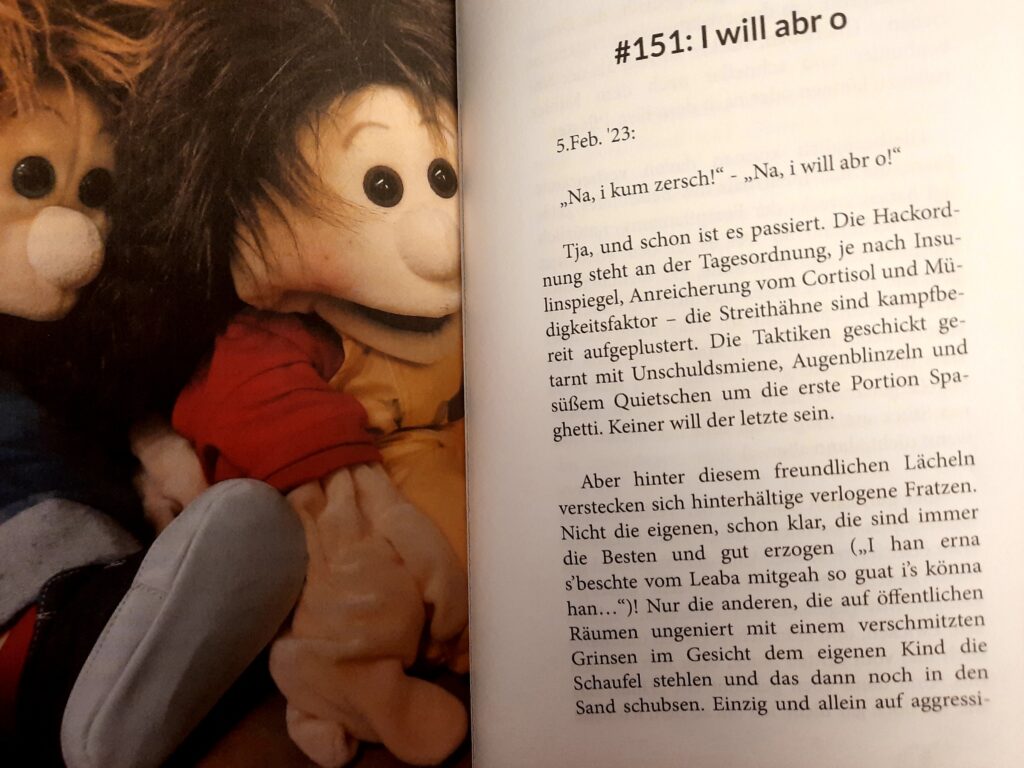 #151: I will abr o
5.Feb. '23:
„Na, i kum zersch!“ - „Na, i will abr o!“
Tja, und schon ist es passiert. Die Hackord-
nung steht an der Tagesordnung, je nach Insu-
linspiegel, Anreicherung vom Cortisol und Mü-
digkeitsfaktor – die Streithähne sind kampfbe-
reit aufgeplustert. Die Taktiken geschickt ge-
tarnt mit Unschuldsmiene, Augenblinzeln und
süßem Quietschen um die erste Portion Spa-
ghetti. Keiner will der letzte sein.
Aber hinter diesem freundlichen Lächeln
verstecken sich hinterhältige verlogene Fratzen.
Nicht die eigenen, schon klar, die sind immer
die Besten und gut erzogen („I han erna
s’beschte vom Leaba mitgeah so guat i’s könna
han…“)! Nur die anderen, die auf öffentlichen
Räumen ungeniert mit einem verschmitzten
Grinsen im Gesicht dem eigenen Kind die
Schaufel stehlen und das dann noch in den
Sand schubsen. Einzig und allein auf aggressi-